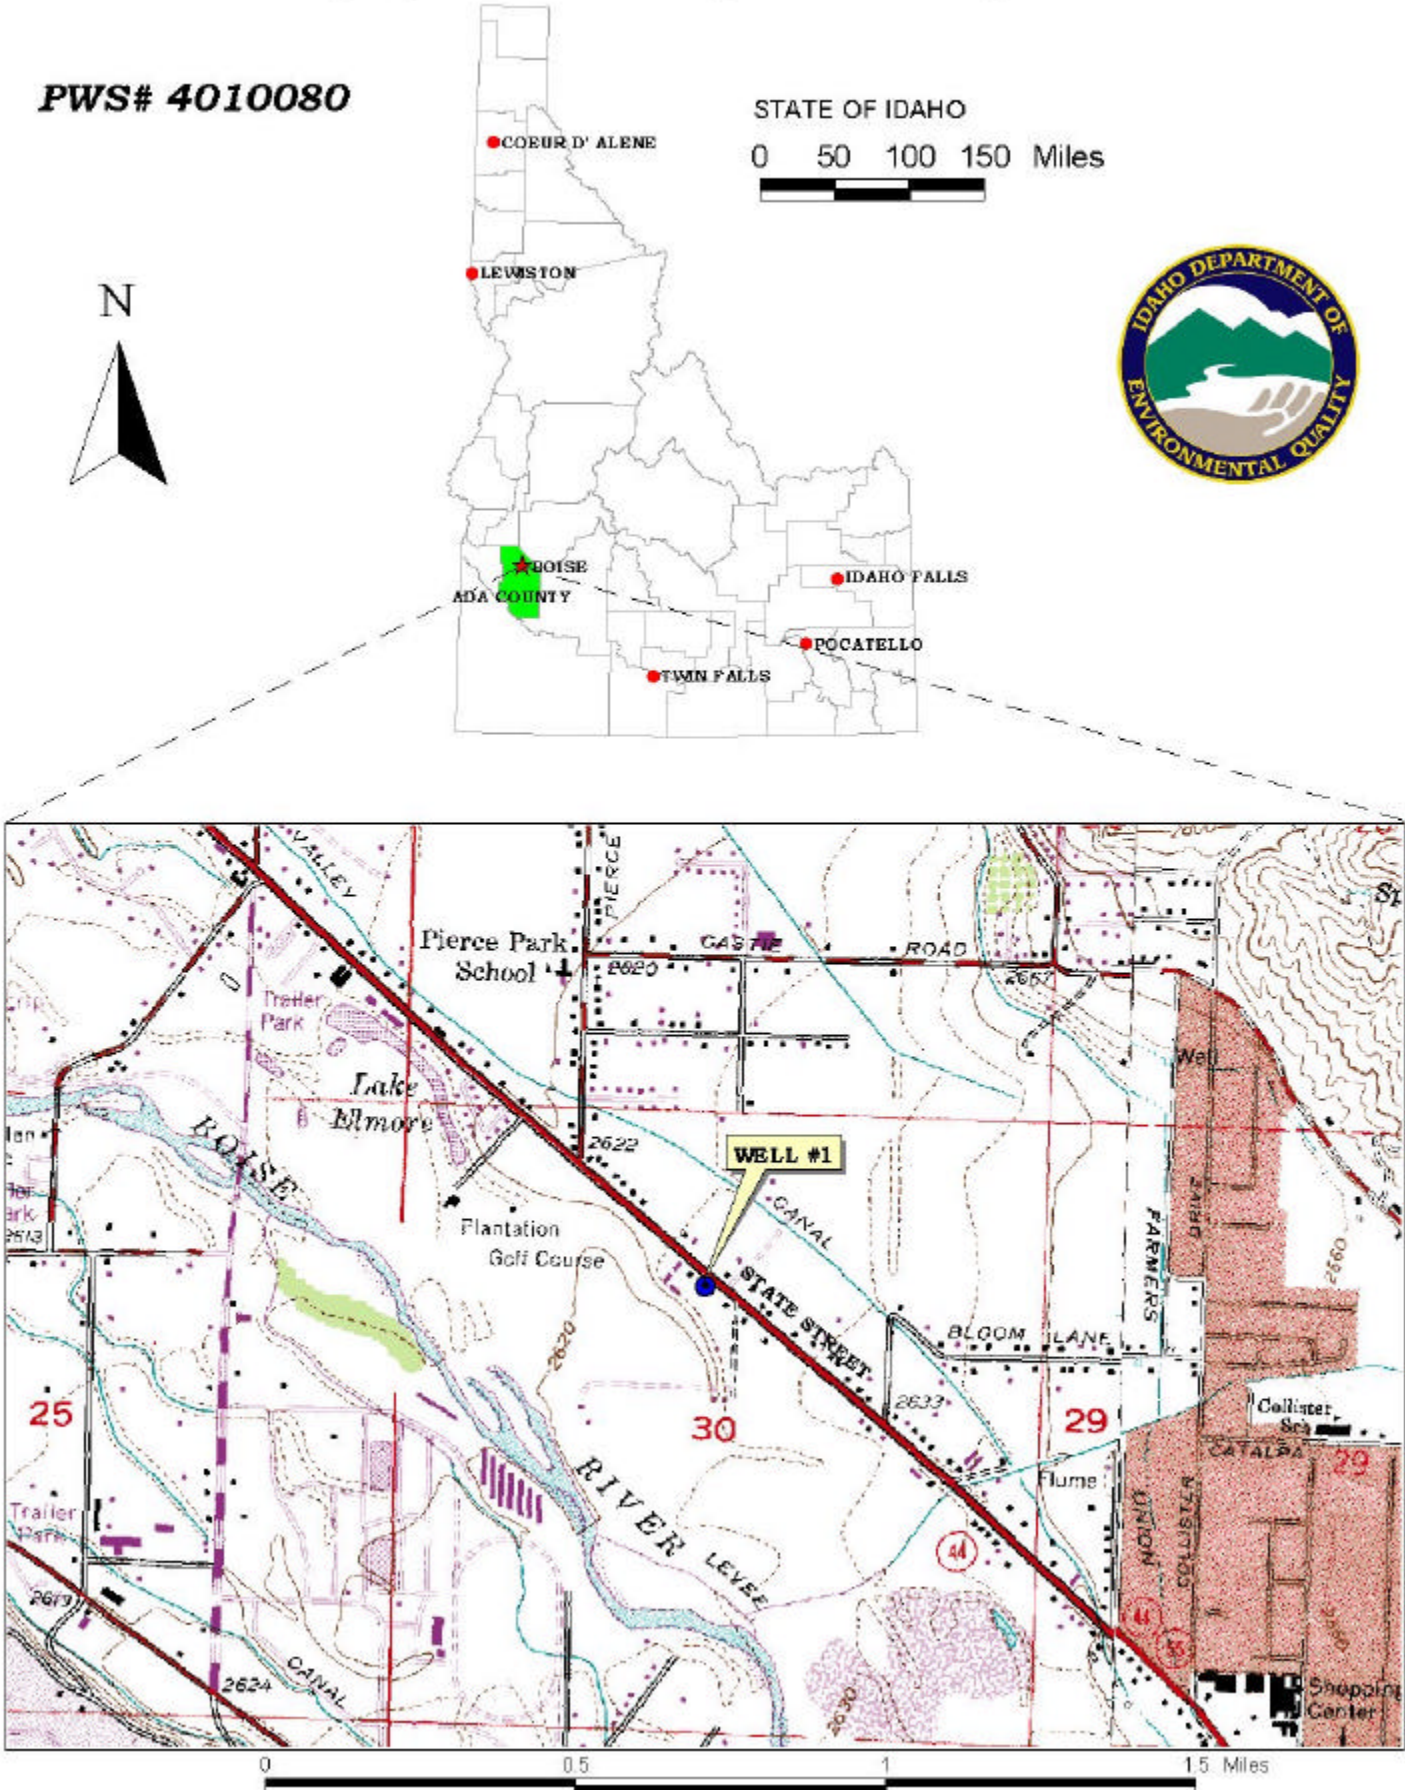 PWS# 4010080
STATE OF IDAHO
0 50 100 150 Miles
COEUR D' ALENE
LEWISTON
N
IDAHO DEPARTMENT OF
ENVIRONMENTAL QUALITY
BOISE
ADA COUNTY
IDAHO FALLS
POCATELLO
TWIN FALLS
VALLEY
PIERCE
Pierce Park
School
2620
ROAD
2657
Trailer
Park
Well
Lake
Elmore
BOISE
2622
WELL #1
CANAL
Plantation
Golf Course
FARMERS
2613
STATE STREET
2560
BLOOM LANE
2620
2633
25
30
29
Collister
Sch
CATALPA
29
Flume
RIVER
UNION
COLLISTER
LEVEE
44
Trailer
Park
2619
44
2624
CANAL
2630
Shopping
Center
0 0.5 1 1.5 Miles